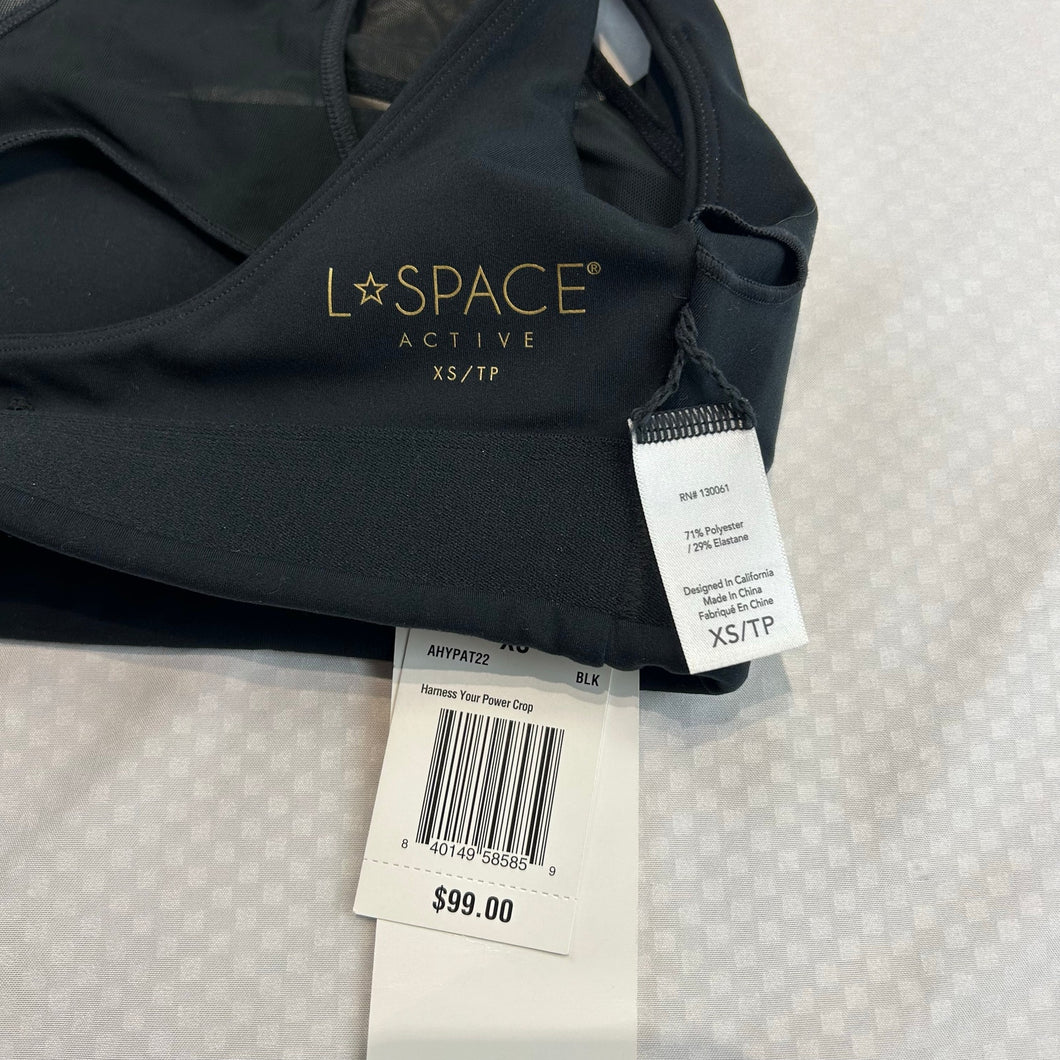 L☆SPACE®
ACTIVE
XS/TP
RN# 130061
71% Polyester
/ 29% Elastane
Designed In California
Made In China
Fabriqué En Chine
XS/TP
XS
AHYPAT22
BLK
Harness Your Power Crop
8 40149 58585 9
$99.00